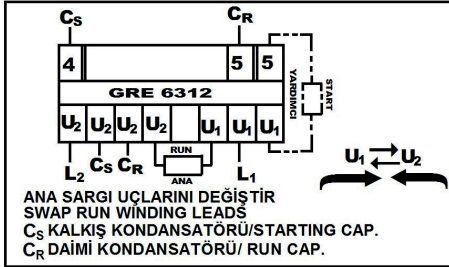 CS CR
4 5 5
YARDIMCI START
GRE 6312
U2 U2 U2 U2 U1 U1 U1
L2 CS CR RUN L1
ANA
U1 U2
ANA SARGI UÇLARINI DEĞİŞTİR
SWAP RUN WINDING LEADS
CS KALKIŞ KONDANSATÖRÜ/STARTING CAP.
CR DAİMİ KONDANSATÖRÜ/ RUN CAP.